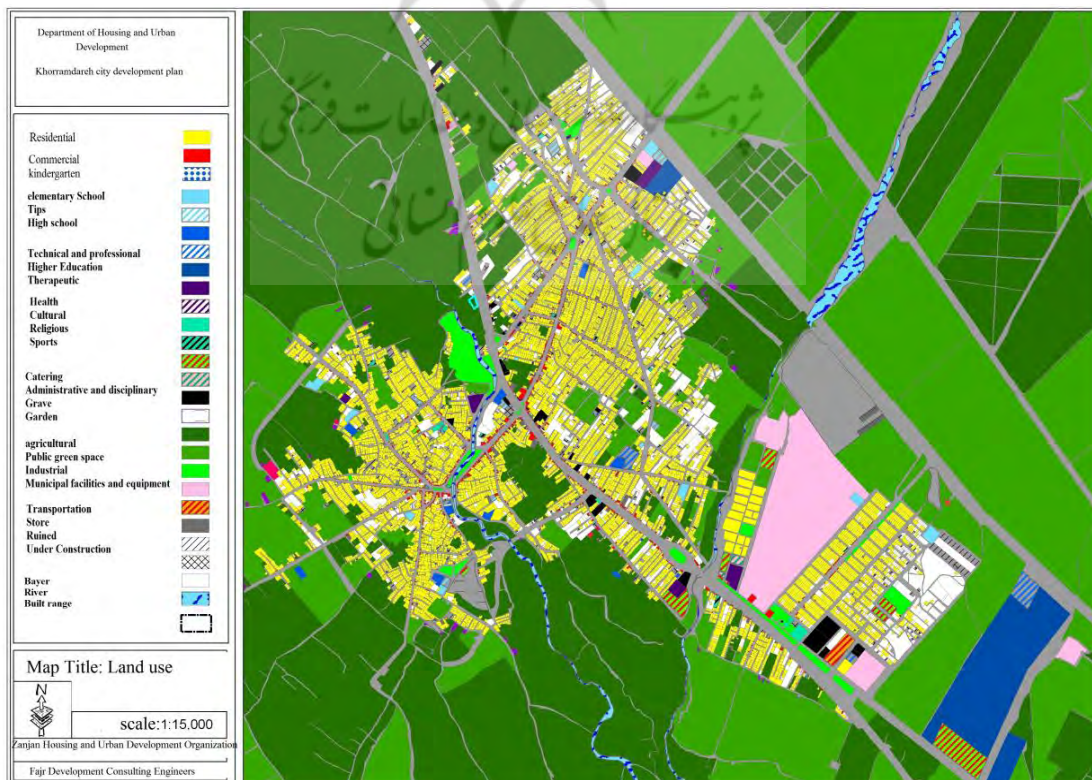 Department of Housing and Urban
Development
Khorramdareh city development plan
Residential
Commercial
kindergarten
elementary School
Tips
High school
Technical and professional
Higher Education
Therapeutic
Health
Cultural
Religious
Sports
Catering
Administrative and disciplinary
Grave
Garden
agricultural
Public green space
Industrial
Municipal facilities and equipment
Transportation
Store
Ruined
Under Construction
Bayer
River
Built range
Map Title: Land use
N
scale:1:15,000
Zanjan Housing and Urban Development Organization
Fajr Development Consulting Engineers
و مطالعات فرهنگی